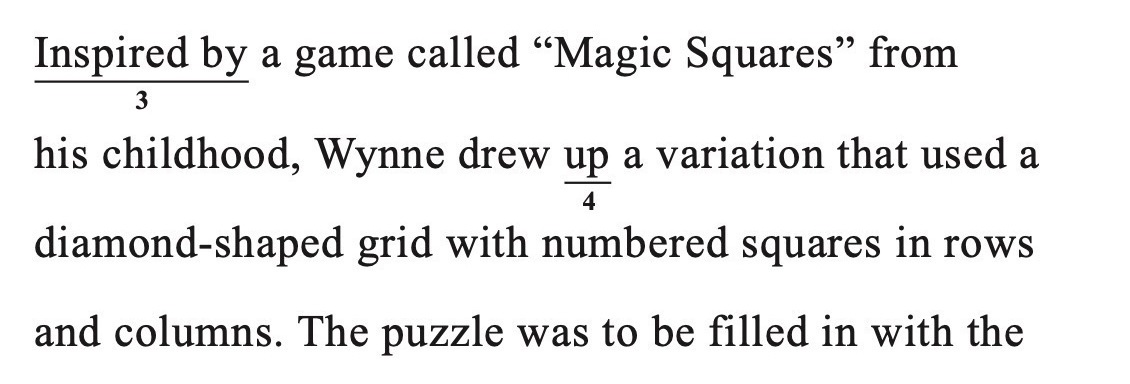 Inspired by a game called “Magic Squares” from
3
his childhood, Wynne drew up a variation that used a
4
diamond-shaped grid with numbered squares in rows
and columns. The puzzle was to be filled in with the